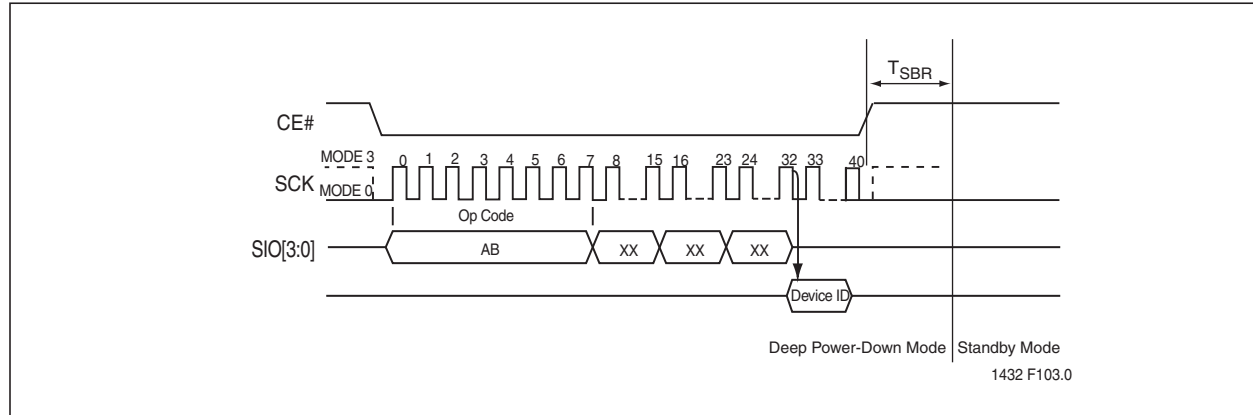 TSBR
CE#
MODE 3
0 1 2 3 4 5 6 7 8 15 16 23 24 32 33 40
SCK
MODE 0
Op Code
SIO[3:0]
AB
XX
XX
XX
Device ID
Deep Power-Down Mode
Standby Mode
1432 F103.0